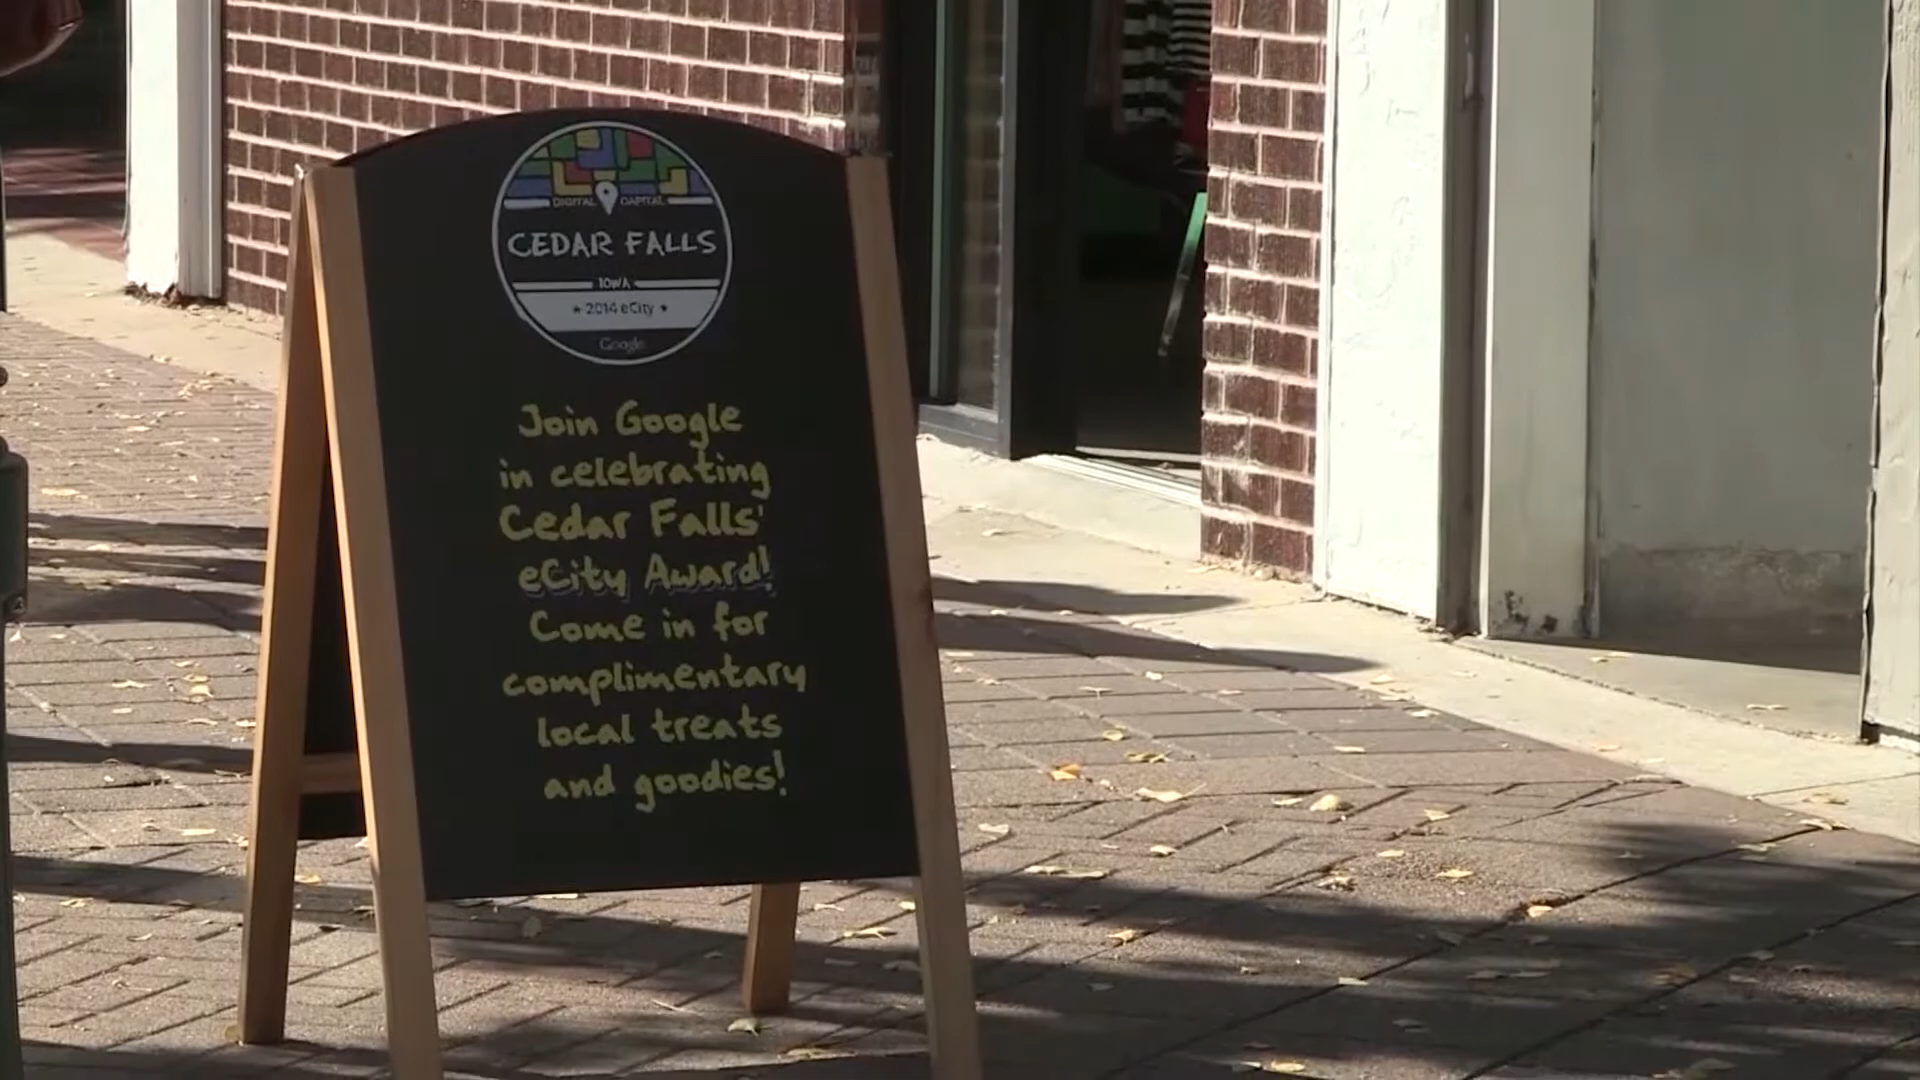 DIGITAL CAPITAL
CEDAR FALLS
IOWA
★ 2014 eCity ★
Google
Join Google
in celebrating
Cedar Falls'
eCity Award!
Come in for
complimentary
local treats
and goodies!